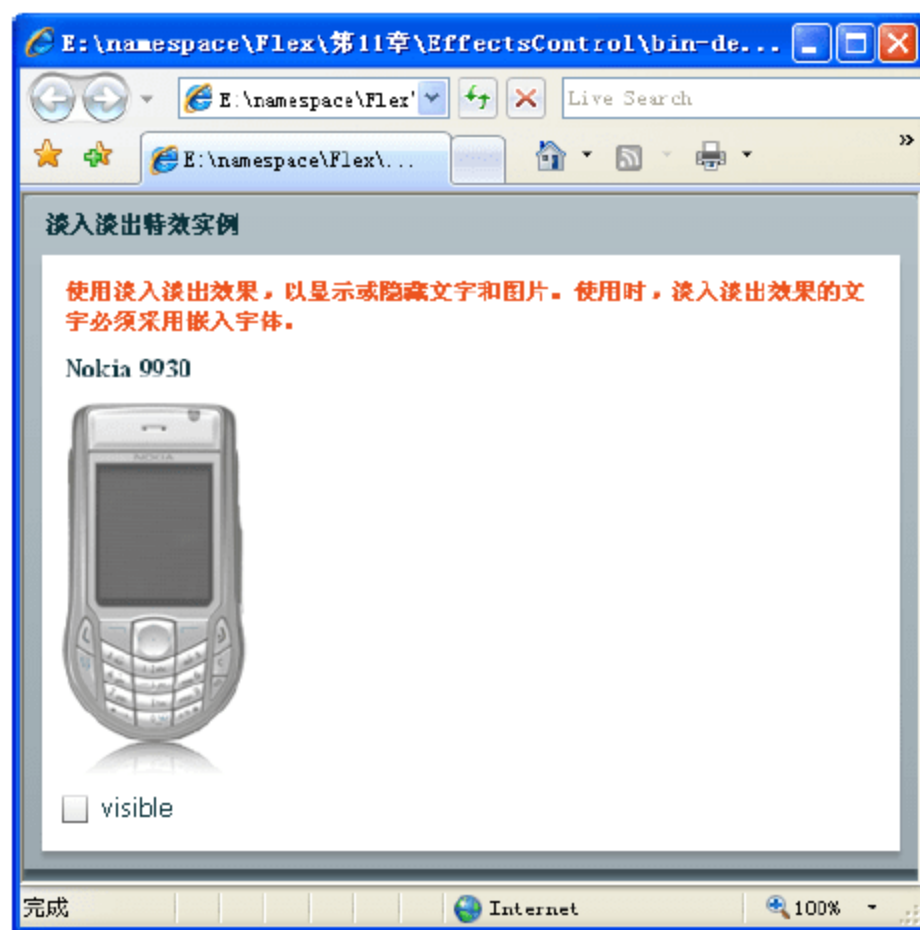 E:\namespace\Flex\第11章\EffectsControl\bin-de...
E:\namespace\Flex'
Live Search
E:\namespace\Flex\...
»
淡入淡出特效实例
使用淡入淡出效果，以显示或隐藏文字和图片。使用时，淡入淡出效果的文
字必须采用嵌入字体。
Nokia 9930
NOKIA
visible
完成
Internet
100%